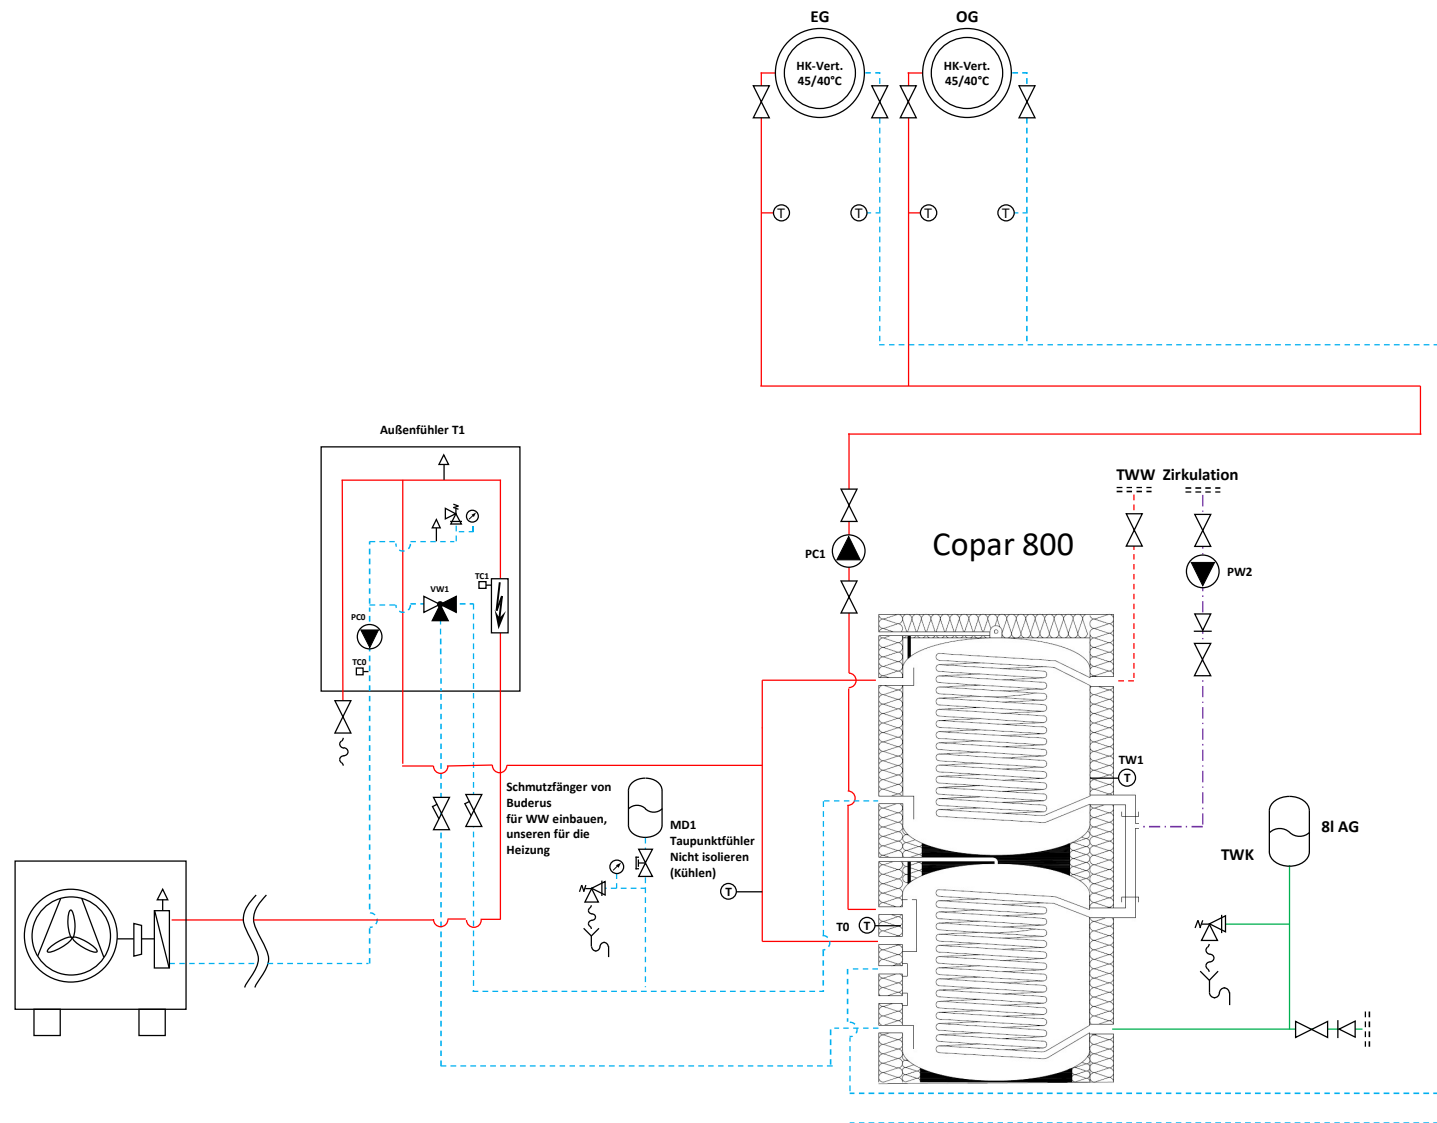 EG
OG
HK-Vert.
45/40°C
HK-Vert.
45/40°C
T
T
T
T
Außenfühler T1
TWW Zirkulation
PC1
Copar 800
PW2
TC1
VW1
PC0
TC0
TW1
T
Schmutzfänger von
Buderus
für WW einbauen,
unseren für die
Heizung
MD1
Taupunktfühler
Nicht isolieren
(Kühlen)
T
8l AG
TWK
T0
T